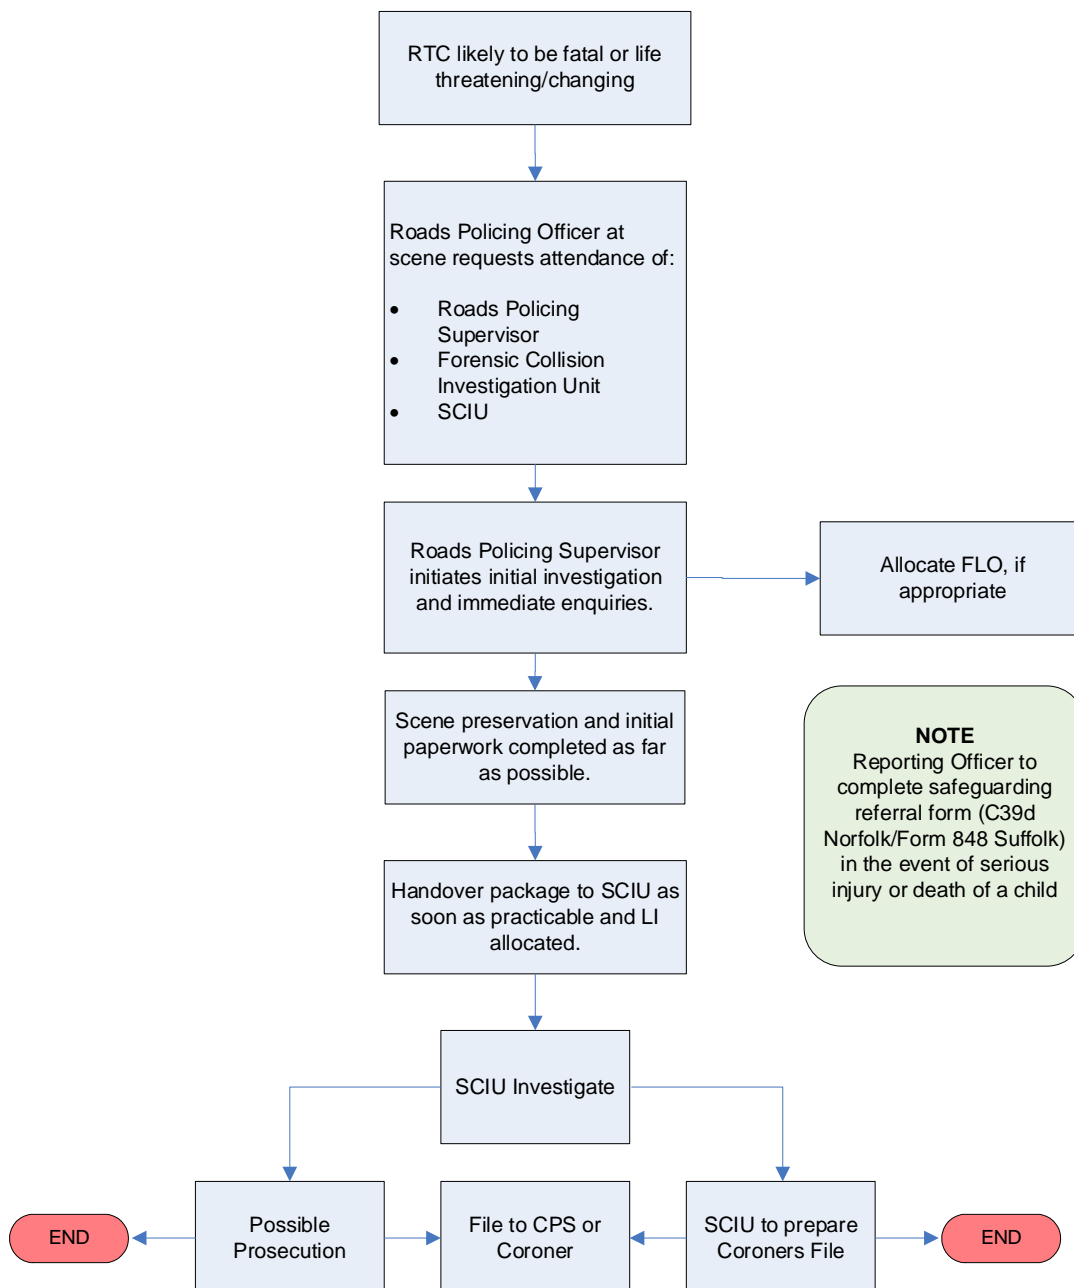 RTC likely to be fatal or life
threatening/changing
Roads Policing Officer at
scene requests attendance of:
• Roads Policing
Supervisor
• Forensic Collision
Investigation Unit
• SCIU
Roads Policing Supervisor
initiates initial investigation
and immediate enquiries.
Allocate FLO, if
appropriate
Scene preservation and initial
paperwork completed as far
as possible.
NOTE
Reporting Officer to
complete safeguarding
referral form (C39d
Norfolk/Form 848 Suffolk)
in the event of serious
injury or death of a child
Handover package to SCIU as
soon as practicable and LI
allocated.
SCIU Investigate
END
Possible
Prosecution
File to CPS or
Coroner
SCIU to prepare
Coroners File
END